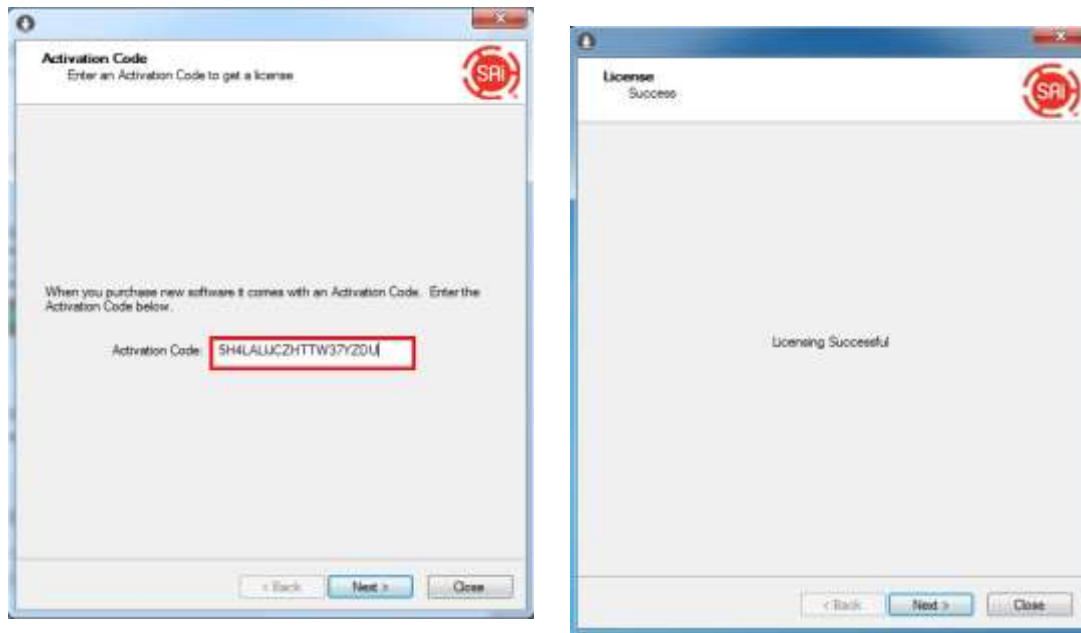 Activation Code
Enter an Activation Code to get a license
SAi
When you purchase new software it comes with an Activation Code. Enter the
Activation Code below.
Activation Code:
< Back
Next >
Close
License
Success
SAi
Licensing Successful
< Back
Next >
Close